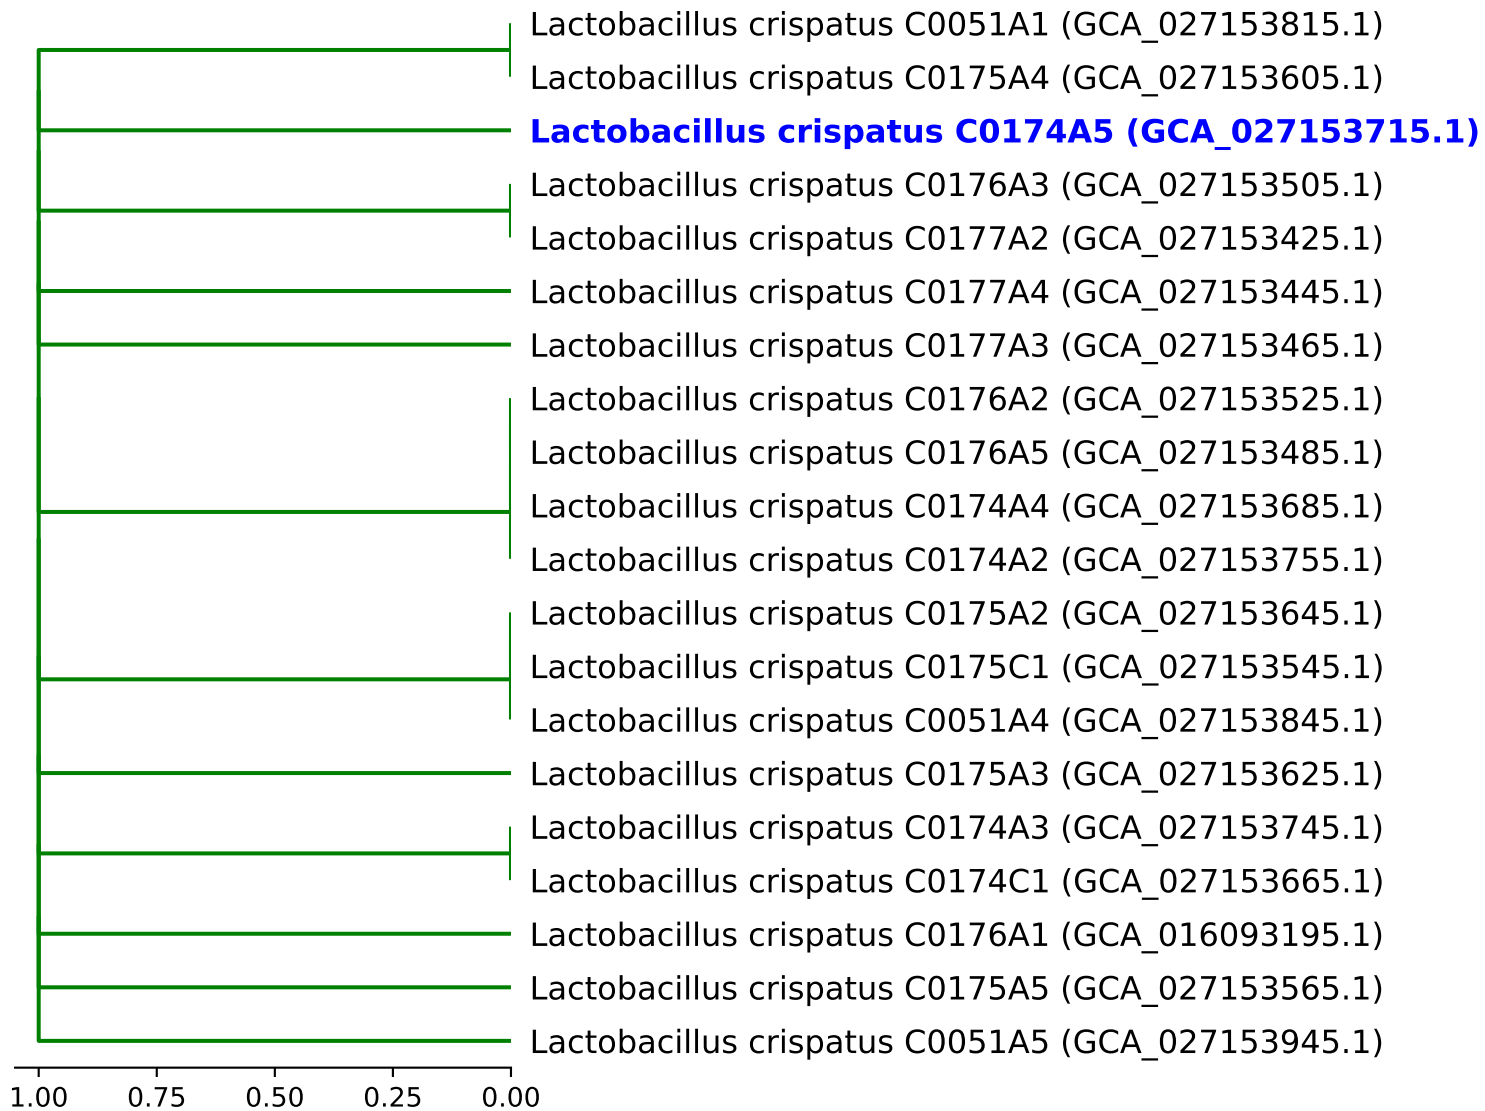 Lactobacillus crispatus C0051A1 (GCA_027153815.1)
Lactobacillus crispatus C0175A4 (GCA_027153605.1)
Lactobacillus crispatus C0174A5 (GCA_027153715.1)
Lactobacillus crispatus C0176A3 (GCA_027153505.1)
Lactobacillus crispatus C0177A2 (GCA_027153425.1)
Lactobacillus crispatus C0177A4 (GCA_027153445.1)
Lactobacillus crispatus C0177A3 (GCA_027153465.1)
Lactobacillus crispatus C0176A2 (GCA_027153525.1)
Lactobacillus crispatus C0176A5 (GCA_027153485.1)
Lactobacillus crispatus C0174A4 (GCA_027153685.1)
Lactobacillus crispatus C0174A2 (GCA_027153755.1)
Lactobacillus crispatus C0175A2 (GCA_027153645.1)
Lactobacillus crispatus C0175C1 (GCA_027153545.1)
Lactobacillus crispatus C0051A4 (GCA_027153845.1)
Lactobacillus crispatus C0175A3 (GCA_027153625.1)
Lactobacillus crispatus C0174A3 (GCA_027153745.1)
Lactobacillus crispatus C0174C1 (GCA_027153665.1)
Lactobacillus crispatus C0176A1 (GCA_016093195.1)
Lactobacillus crispatus C0175A5 (GCA_027153565.1)
Lactobacillus crispatus C0051A5 (GCA_027153945.1)
1.00 0.75 0.50 0.25 0.00